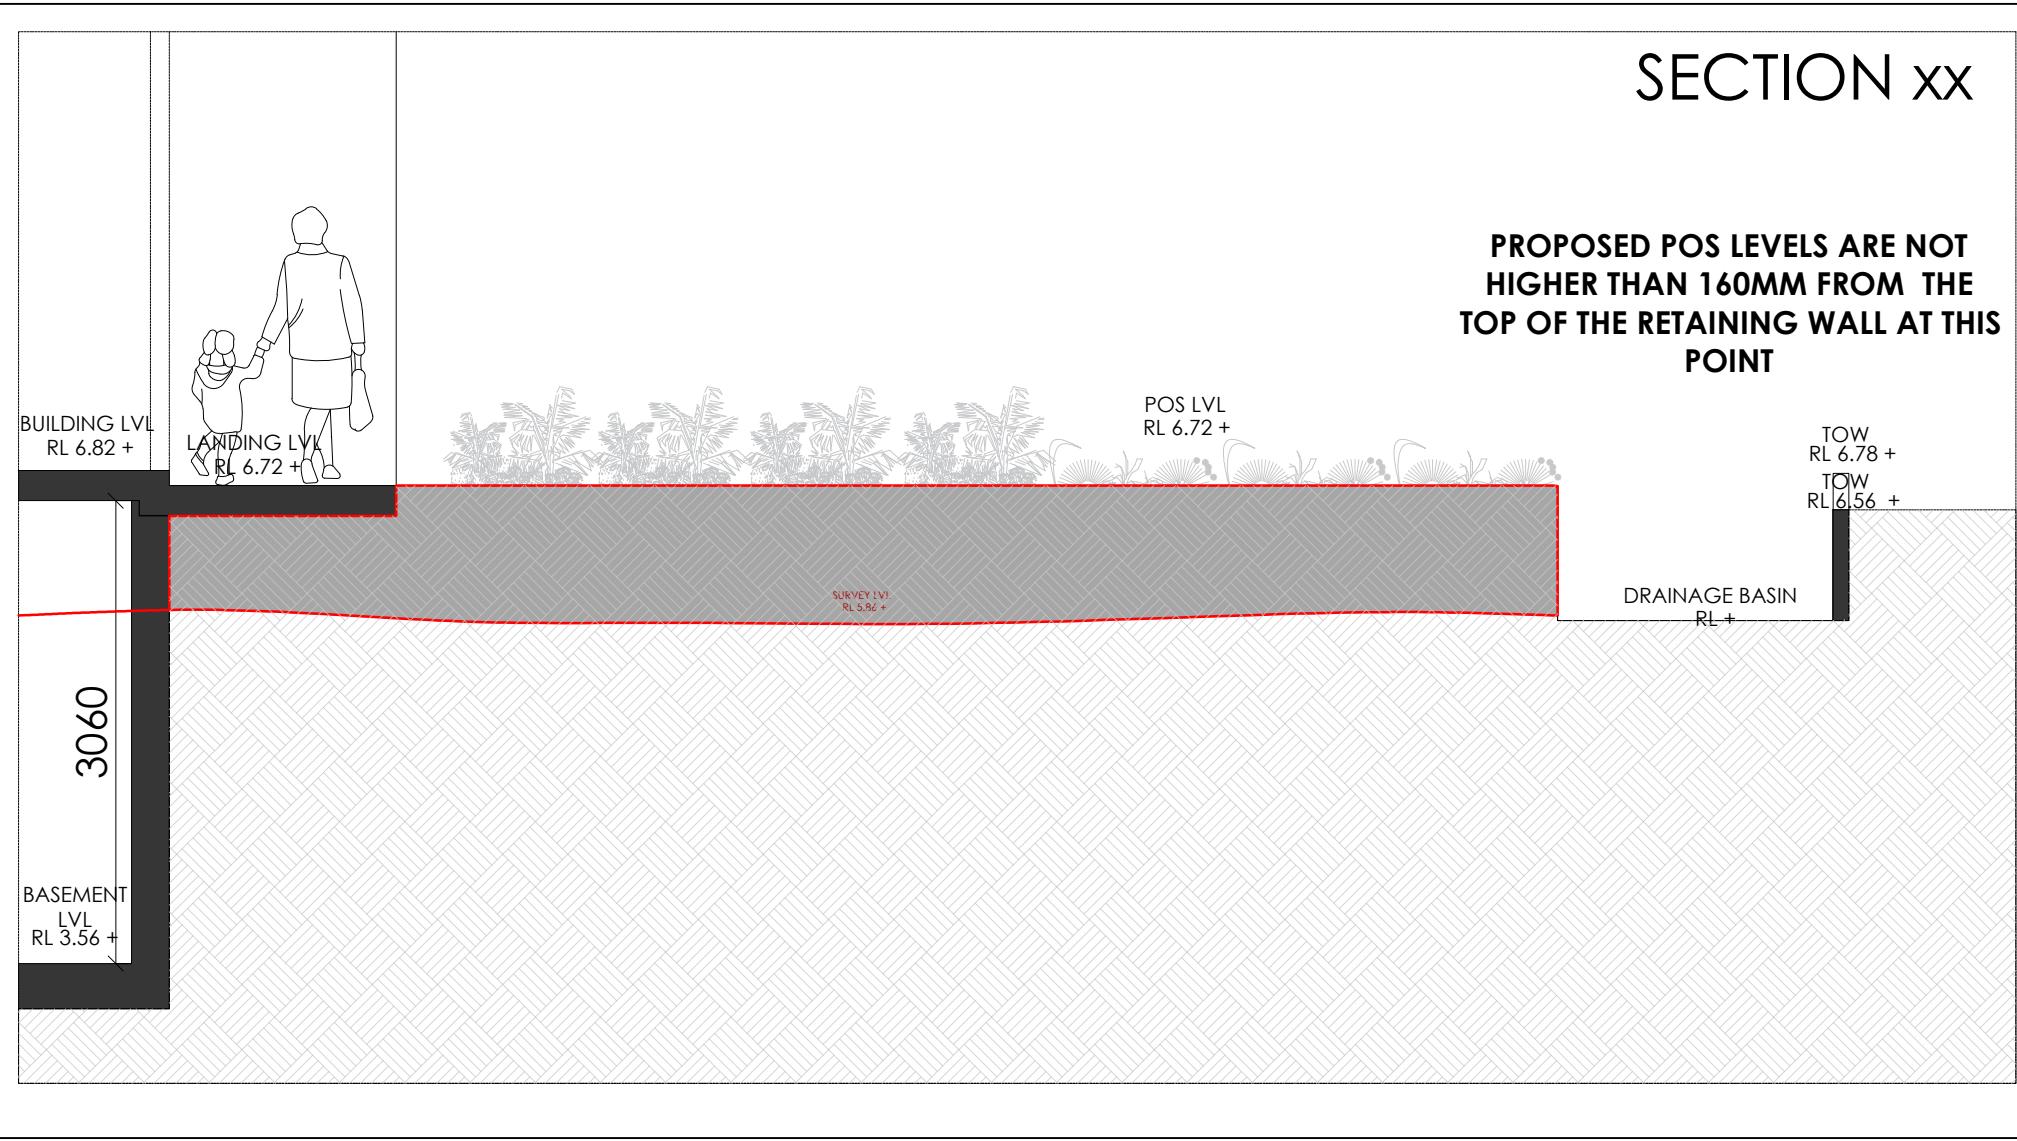 SECTION xx
PROPOSED POS LEVELS ARE NOT
HIGHER THAN 160MM FROM THE
TOP OF THE RETAINING WALL AT THIS
POINT
BUILDING LVL
RL 6.82 +
LANDING LVL
RL 6.72 +
POS LVL
RL 6.72 +
TOW
RL 6.78 +
TOW
RL 6.56 +
SURVEY LVL
RL 5.86 +
DRAINAGE BASIN
RL +
3060
BASEMENT
LVL
RL 3.56 +